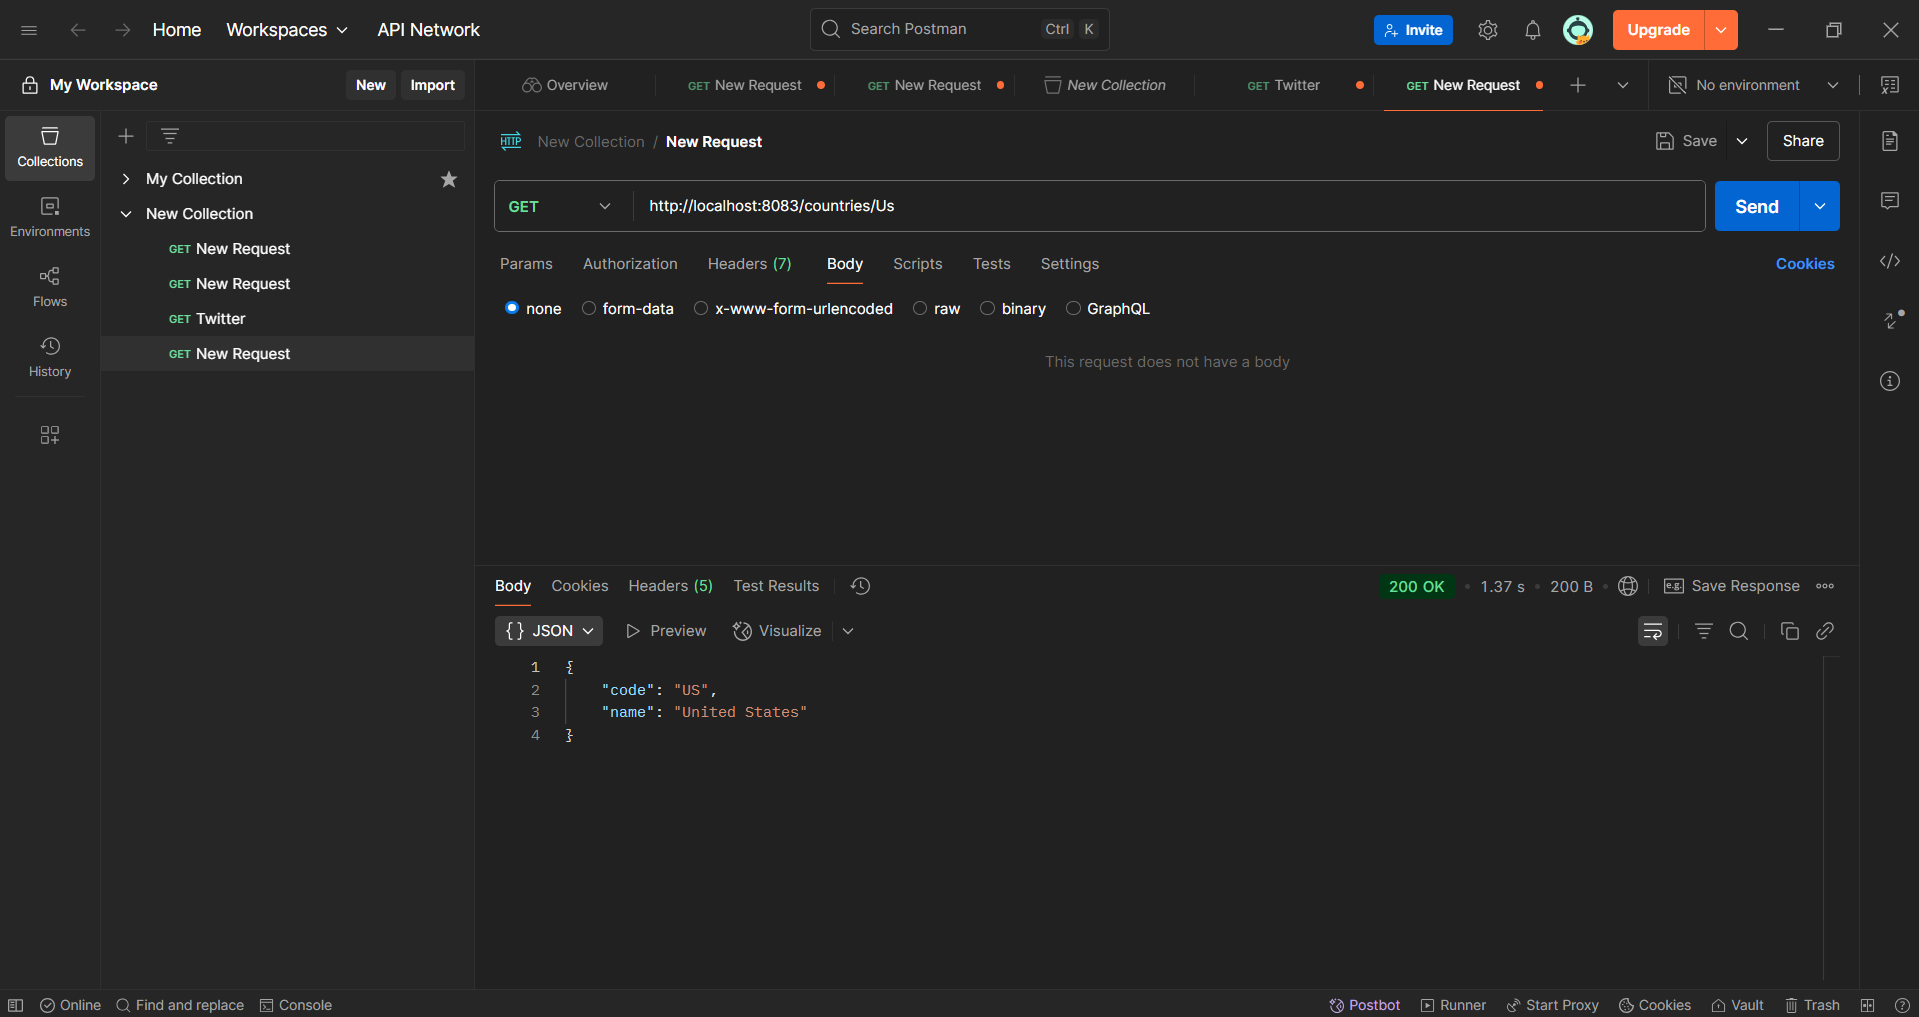 Home Workspaces API Network Search Postman Ctrl K Invite Upgrade
My Workspace New Import Overview GET New Request GET New Request New Collection GET Twitter GET New Request No environment
Collections
Environments
Flows
History
My Collection
New Collection
GET New Request
GET New Request
GET Twitter
GET New Request
HTTP New Collection / New Request Save Share
GET http://localhost:8083/countries/Us Send
Params Authorization Headers (7) Body Scripts Tests Settings Cookies
none form-data x-www-form-urlencoded raw binary GraphQL
This request does not have a body
Body Cookies Headers (5) Test Results 200 OK • 1.37 s • 200 B • e.g. Save Response
{} JSON Preview Visualize
1 {
2 "code": "US",
3 "name": "United States"
4 }
Online Find and replace Console Postbot Runner Start Proxy Cookies Vault Trash